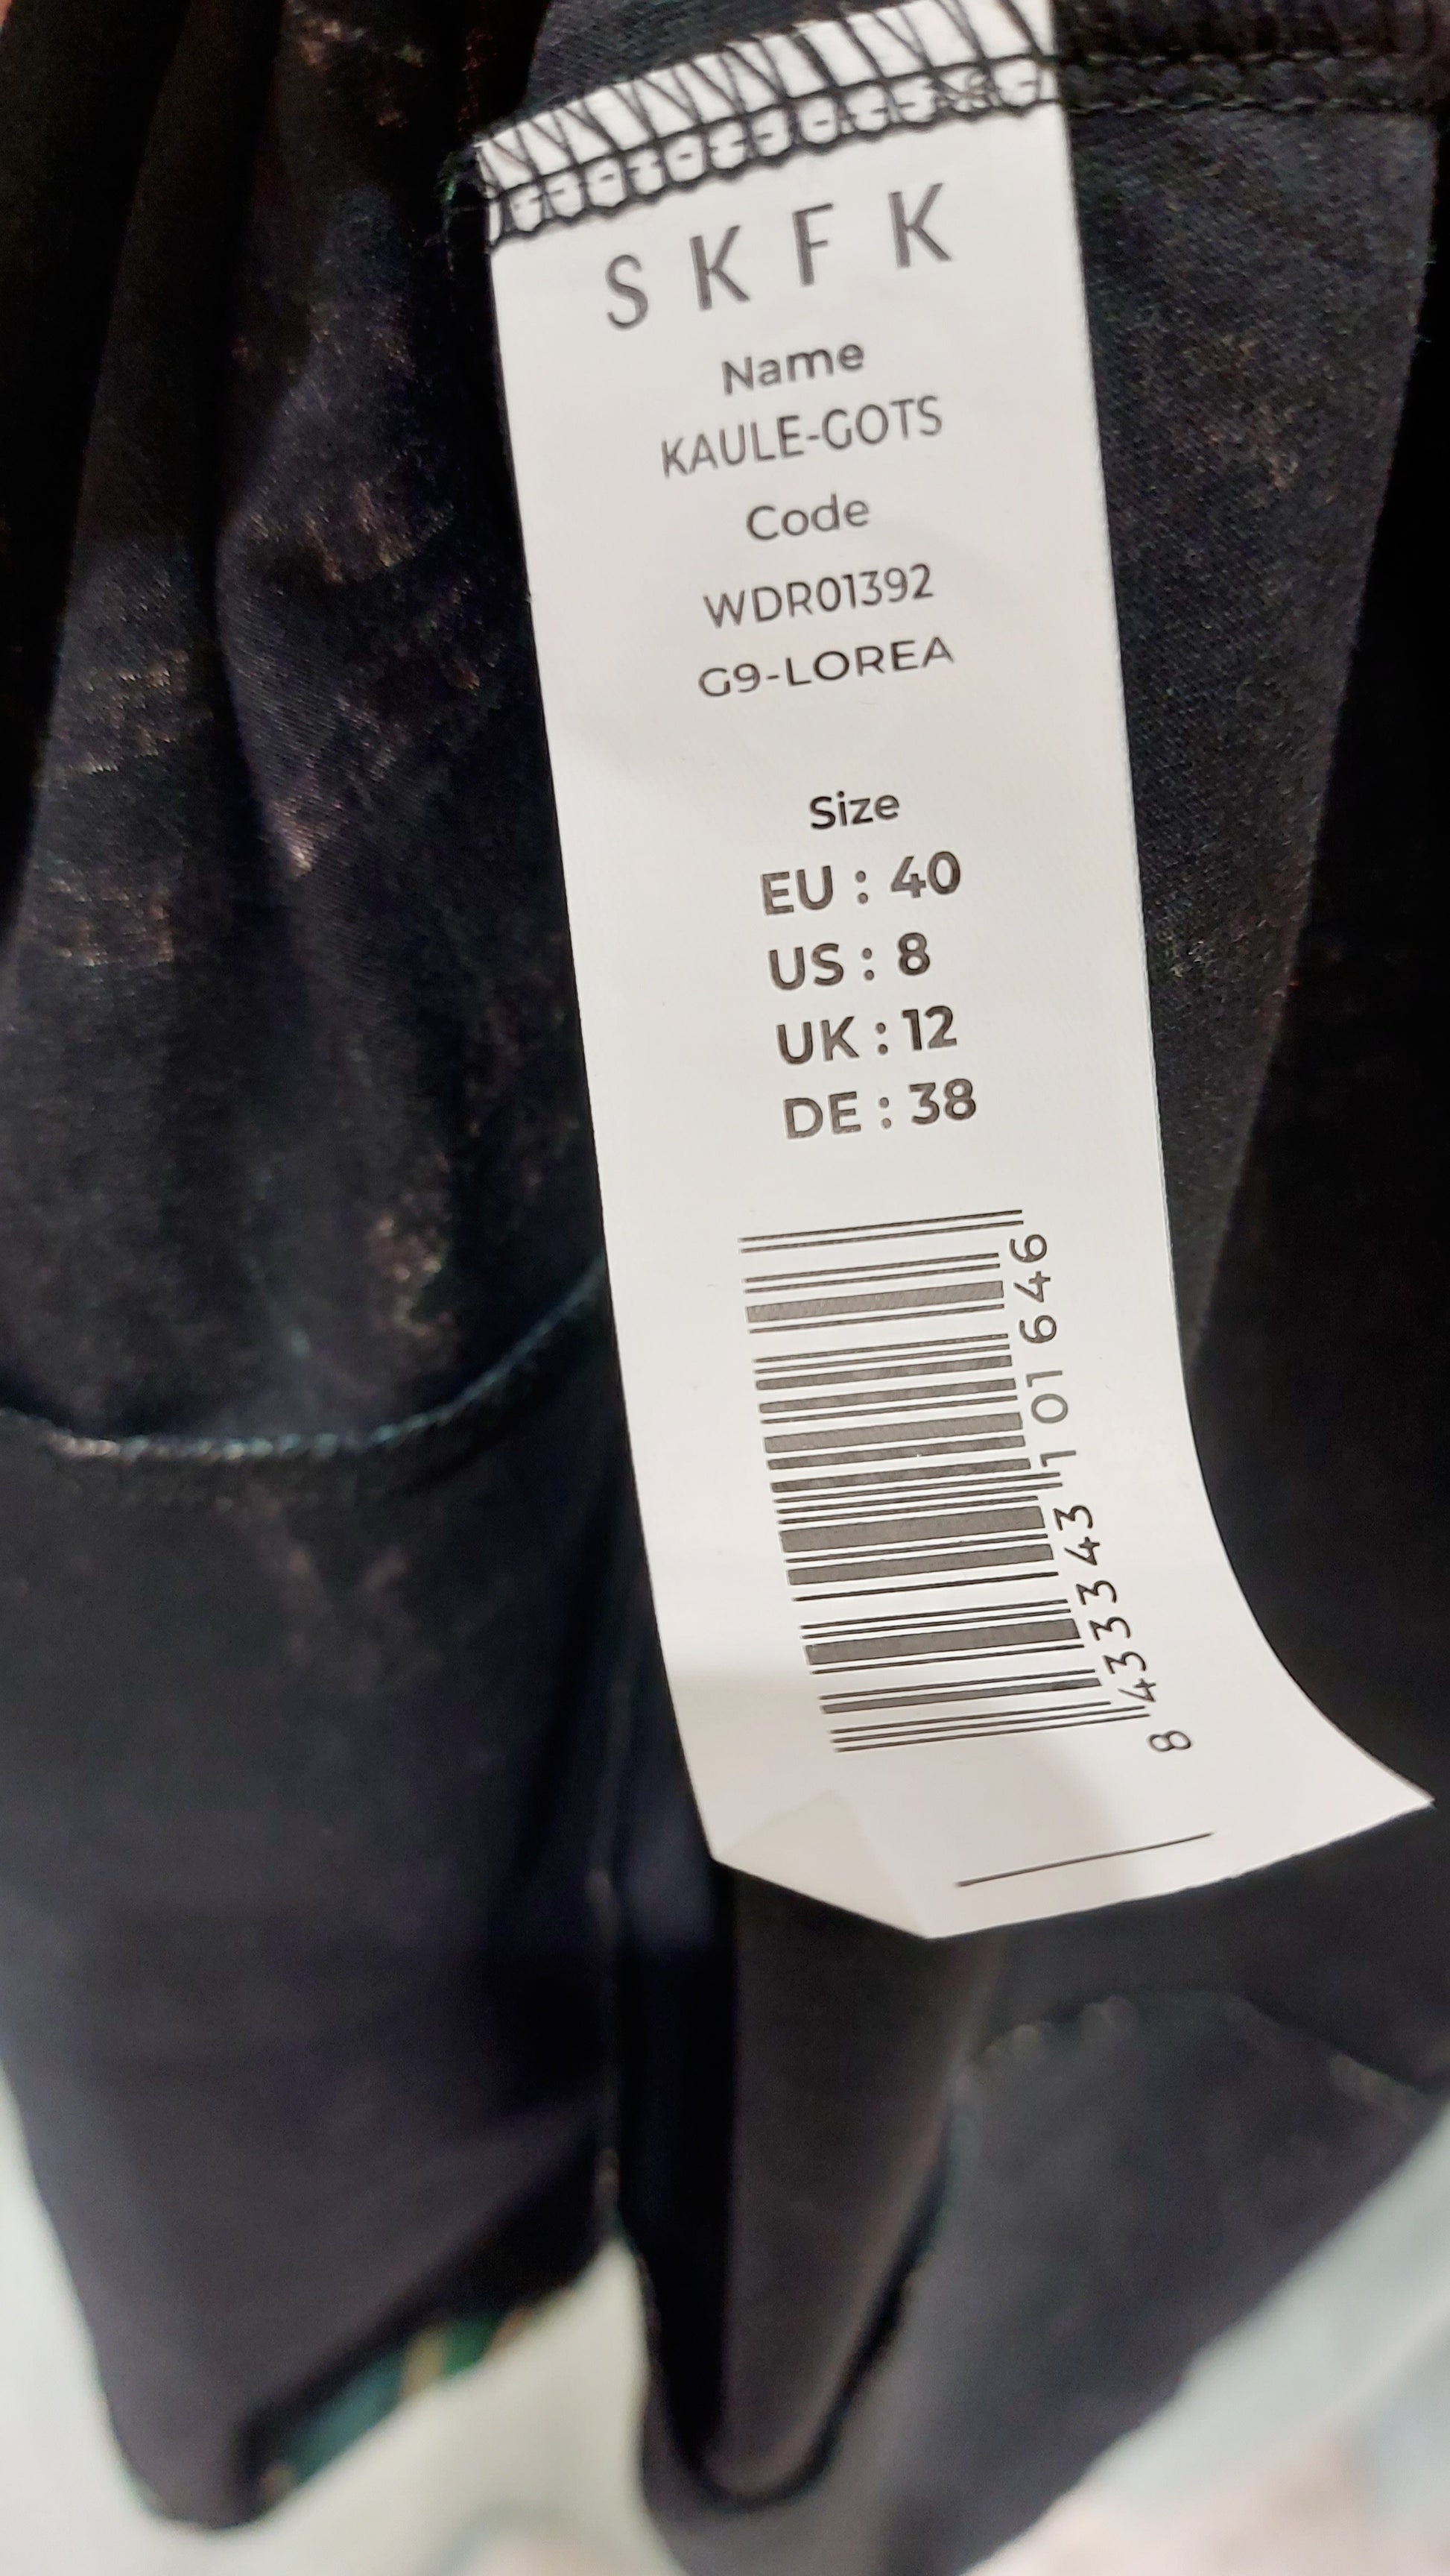 S K F K
Name
KAULE-GOTS
Code
WDR01392
G9-LOREA
Size
EU : 40
US : 8
UK : 12
DE : 38
8 433343 101646